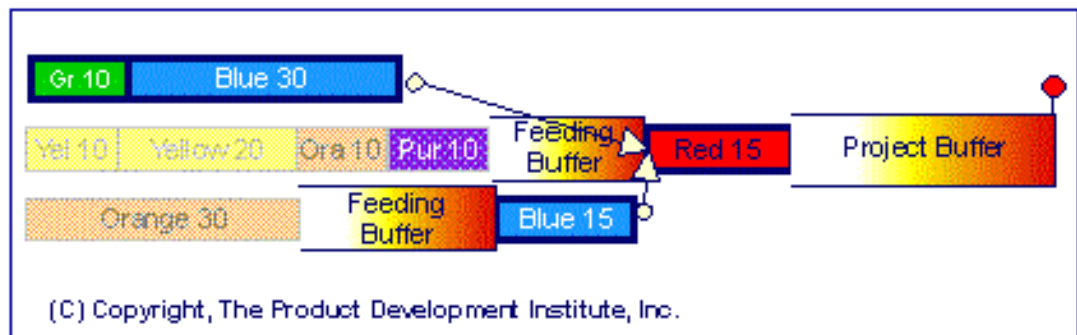 Gr 10 Blue 30
Yel 10 Yellow 20 Ora 10 Pur 10 Feeding Buffer Red 15 Project Buffer
Orange 30 Feeding Buffer Blue 15
(C) Copyright, The Product Development Institute, Inc.